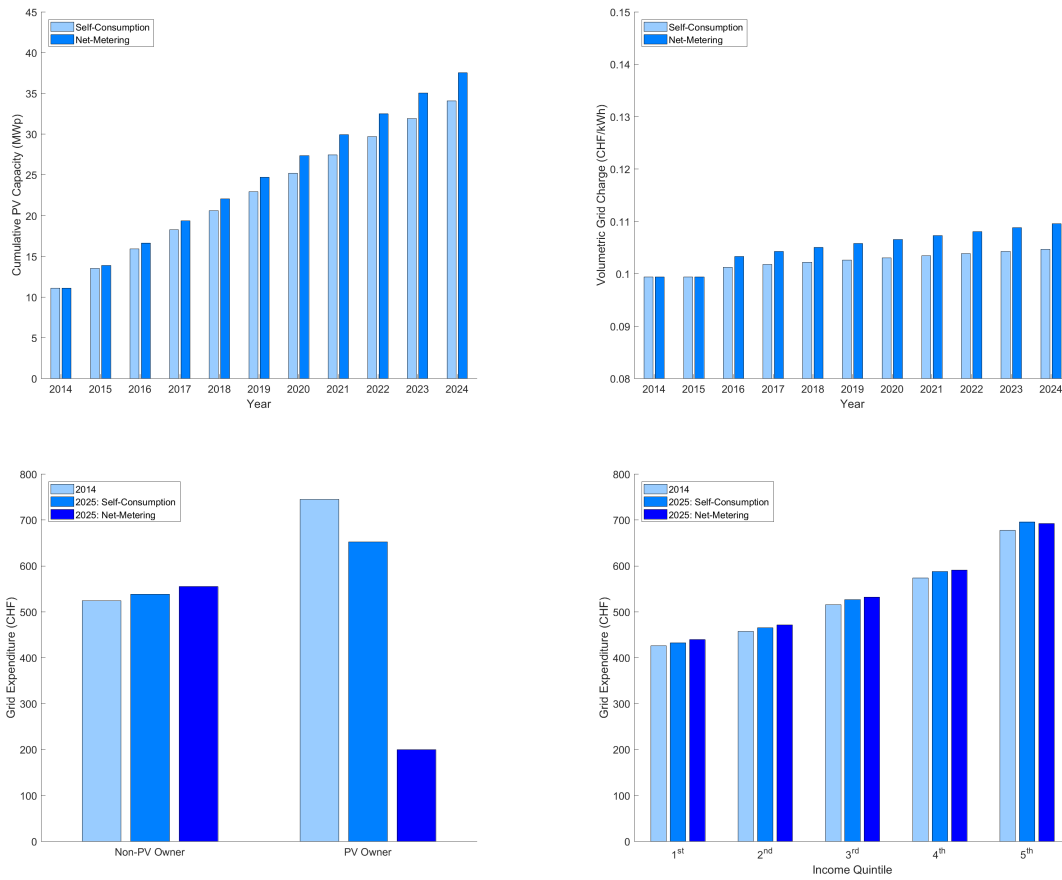 Self-Consumption
Net-Metering
45
40
35
30
25
20
15
10
5
0
Cumulative PV Capacity (MWp)
2014 2015 2016 2017 2018 2019 2020 2021 2022 2023 2024
Year
Self-Consumption
Net-Metering
0.15
0.14
0.13
0.12
0.11
0.1
0.09
0.08
Volumetric Grid Charge (CHF/kWh)
2014 2015 2016 2017 2018 2019 2020 2021 2022 2023 2024
Year
2014
2025: Self-Consumption
2025: Net-Metering
800
700
600
500
400
300
200
100
0
Grid Expenditure (CHF)
Non-PV Owner PV Owner
2014
2025: Self-Consumption
2025: Net-Metering
800
700
600
500
400
300
200
100
0
Grid Expenditure (CHF)
1st 2nd 3rd 4th 5th
Income Quintile